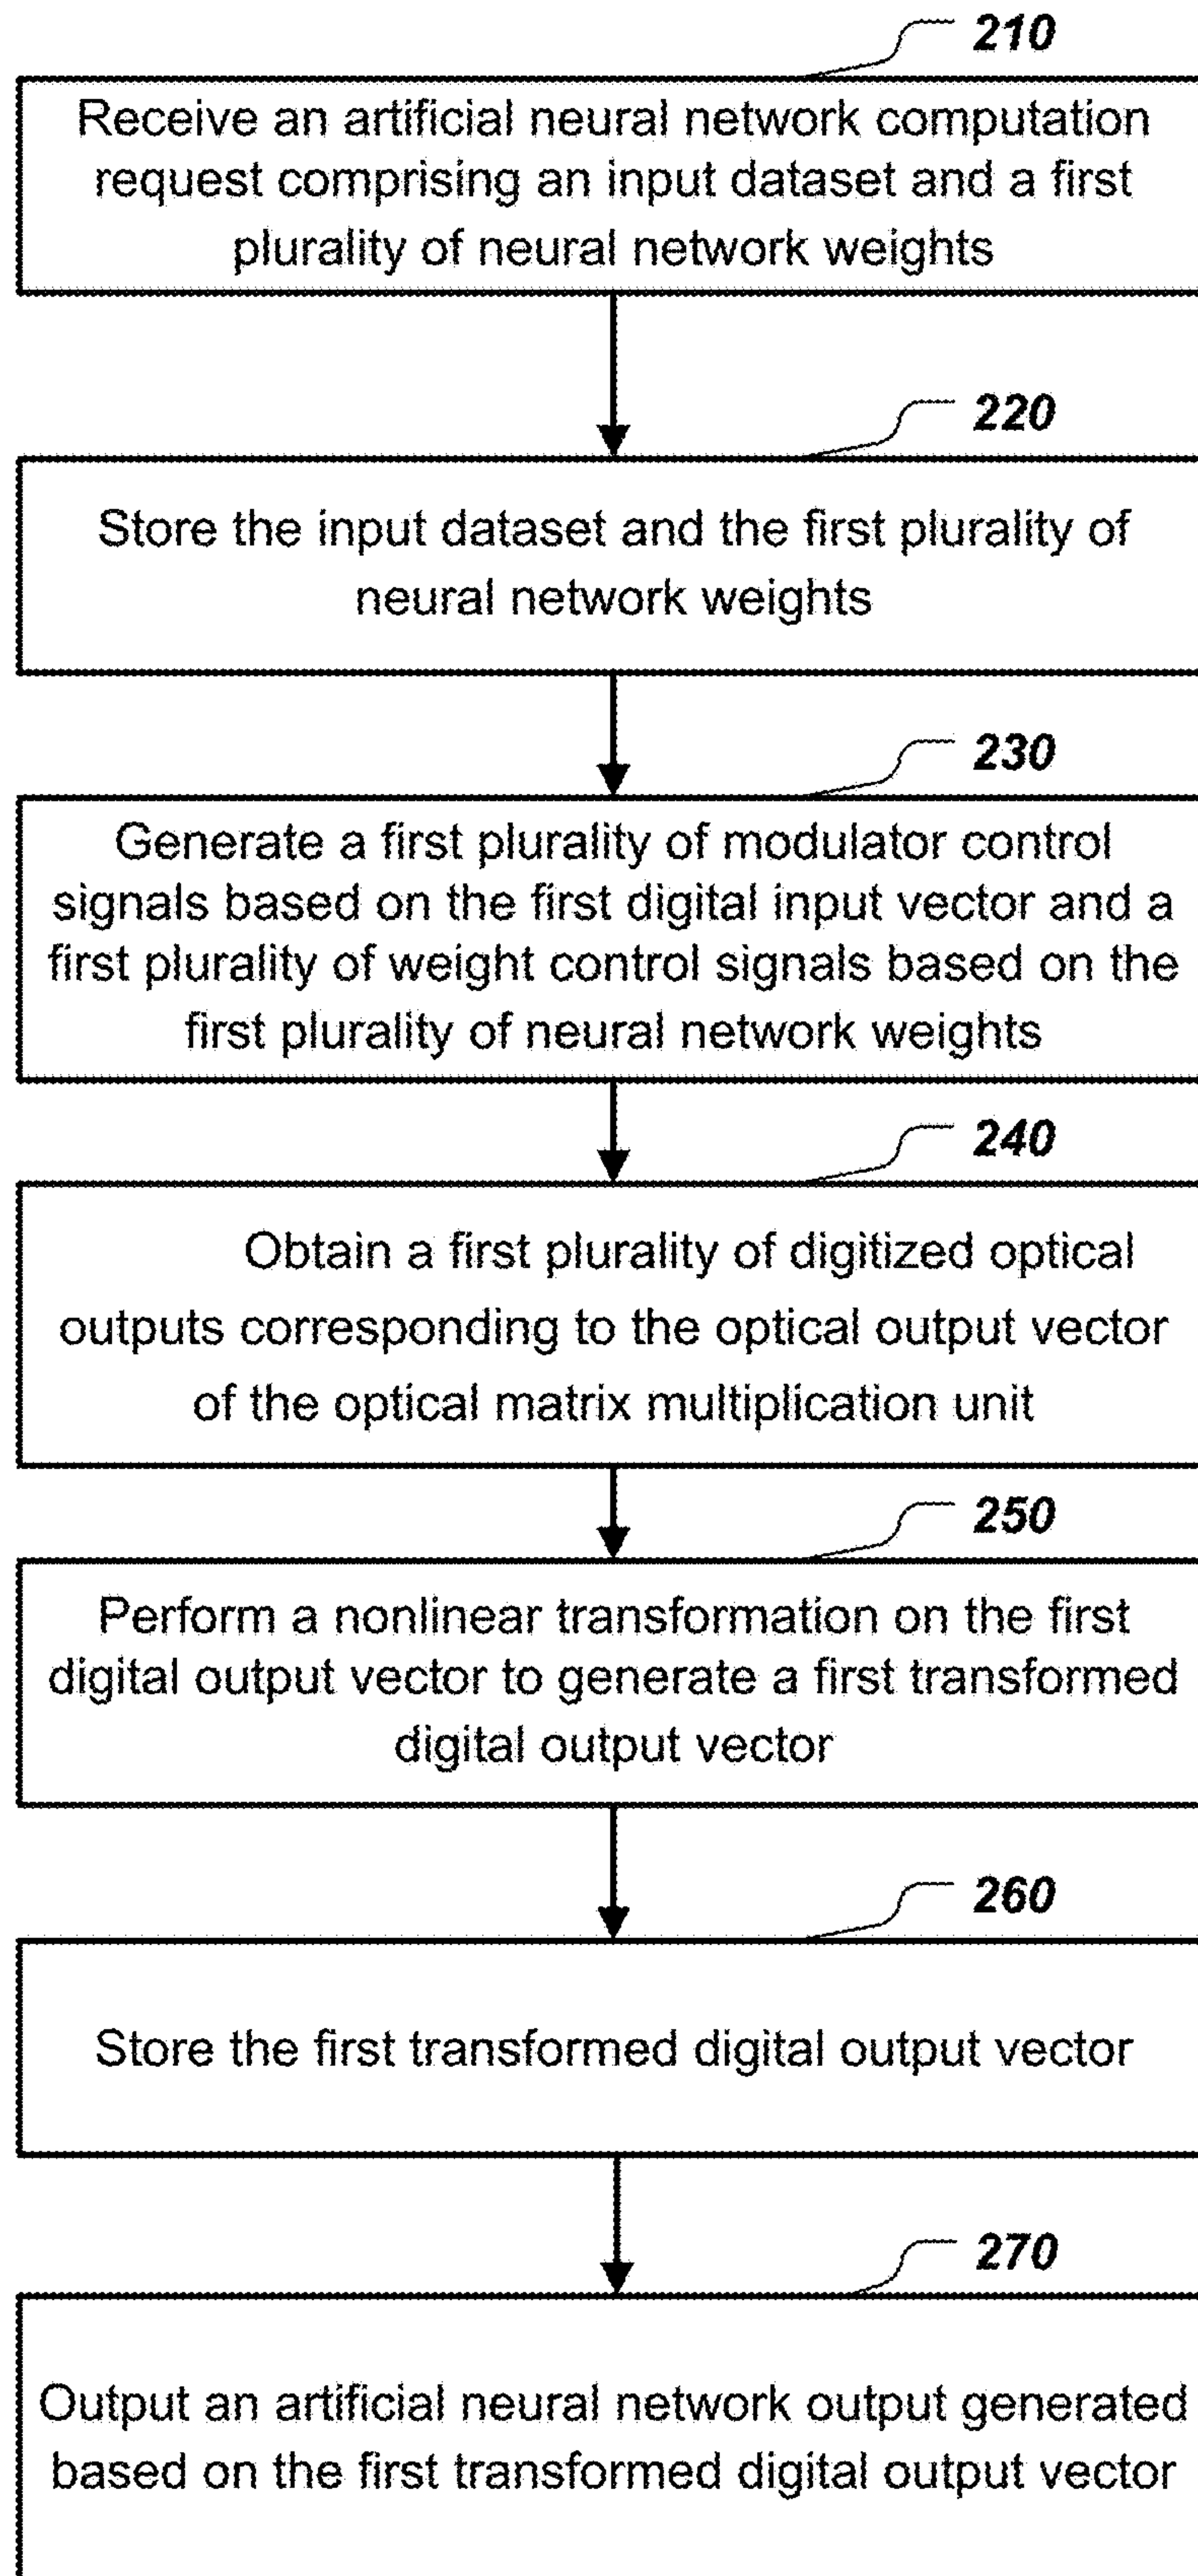 210
Receive an artificial neural network computation
request comprising an input dataset and a first
plurality of neural network weights
220
Store the input dataset and the first plurality of
neural network weights
230
Generate a first plurality of modulator control
signals based on the first digital input vector and a
first plurality of weight control signals based on the
first plurality of neural network weights
240
Obtain a first plurality of digitized optical
outputs corresponding to the optical output vector
of the optical matrix multiplication unit
250
Perform a nonlinear transformation on the first
digital output vector to generate a first transformed
digital output vector
260
Store the first transformed digital output vector
270
Output an artificial neural network output generated
based on the first transformed digital output vector